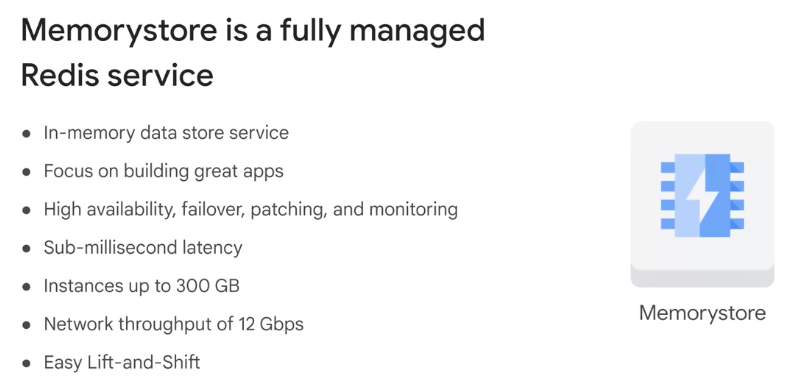 Memorystore is a fully managed
Redis service
● In-memory data store service
● Focus on building great apps
● High availability, failover, patching, and monitoring
● Sub-millisecond latency
● Instances up to 300 GB
● Network throughput of 12 Gbps
● Easy Lift-and-Shift
Memorystore